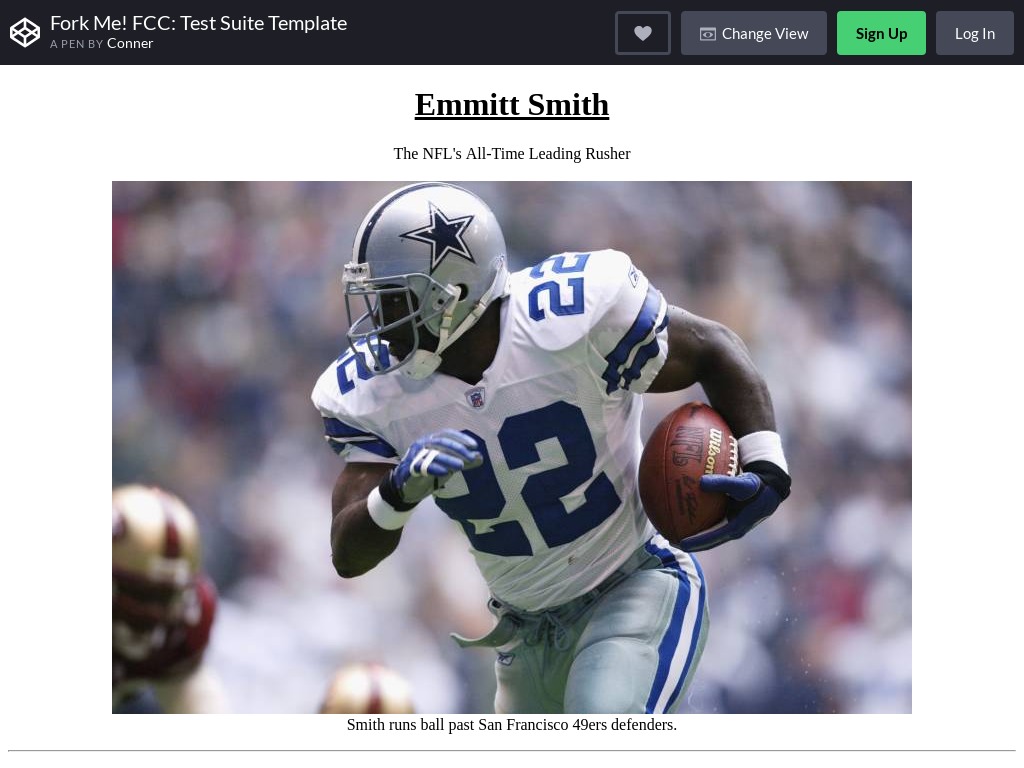 Fork Me! FCC: Test Suite Template
A PEN BY Conner
Change View
Sign Up
Log In
Emmitt Smith
The NFL's All-Time Leading Rusher
22
22
22
NFL
Wilson
Smith runs ball past San Francisco 49ers defenders.